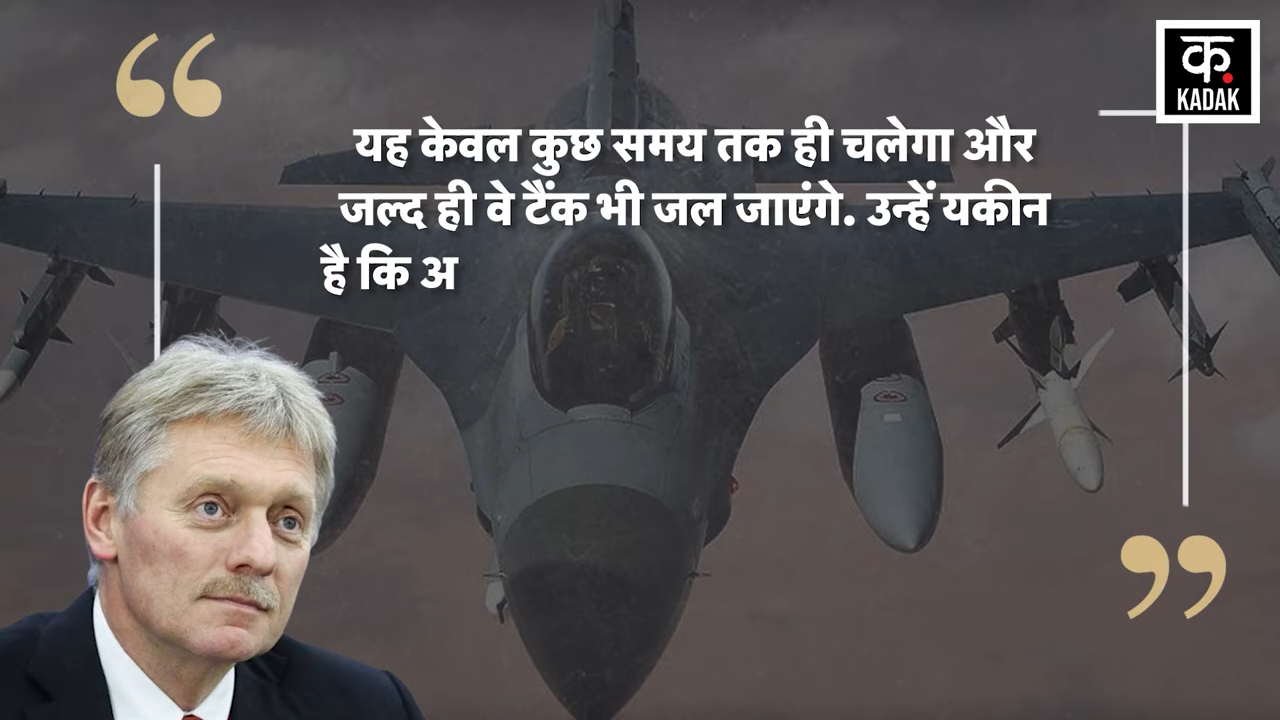 क.
KADAK
यह केवल कुछ समय तक ही चलेगा और
जल्द ही वे टैंक भी जल जाएंगे. उन्हें यकीन
है कि अ